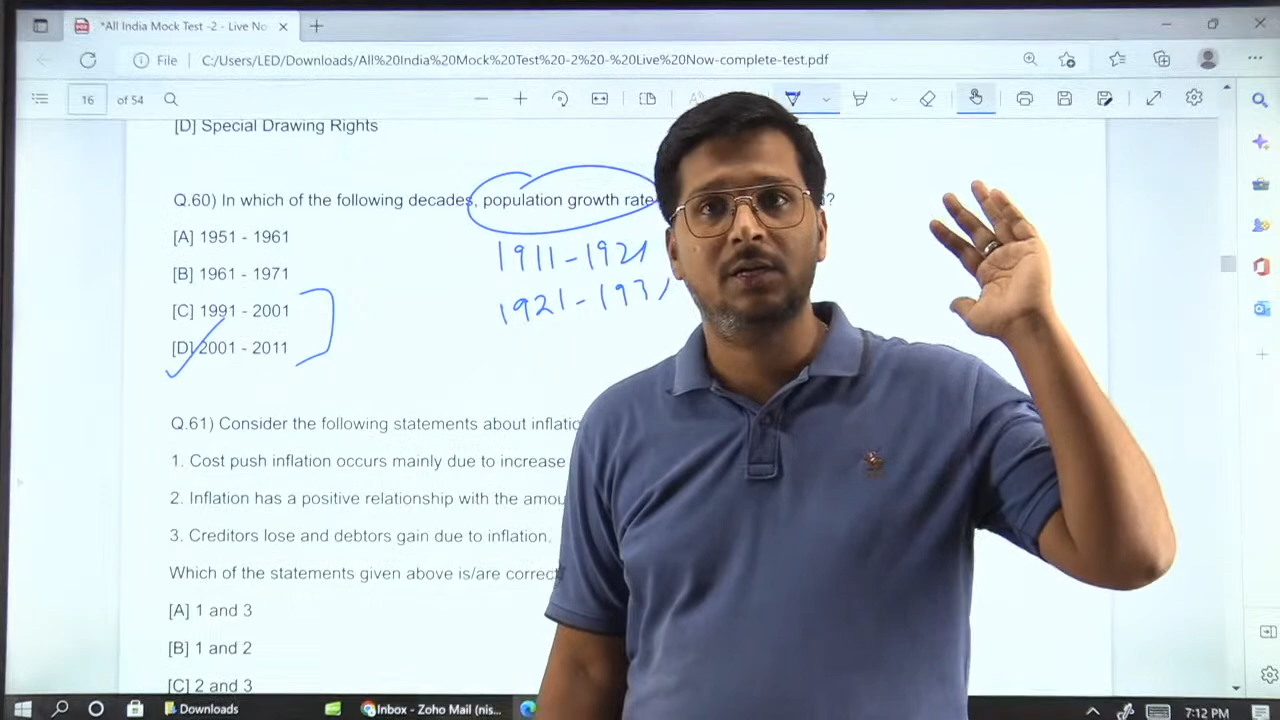 *All India Mock Test -2 - Live No
File C:/Users/LED/Downloads/All%20India%20Mock%20Test%20-2%20-%20Live%20Now-complete-test.pdf
16 of 54
[D] Special Drawing Rights
Q.60) In which of the following decades, population growth rate ?
1911-1921
[A] 1951 - 1961
[B] 1961 - 1971
1921-193
[C] 1991 - 2001
[D] 2001 - 2011
Q.61) Consider the following statements about inflatio
1. Cost push inflation occurs mainly due to increase
2. Inflation has a positive relationship with the amou
3. Creditors lose and debtors gain due to inflation.
Which of the statements given above is/are correct
[A] 1 and 3
[B] 1 and 2
[C] 2 and 3
Downloads Inbox - Zoho Mail (nis... 7:12 PM